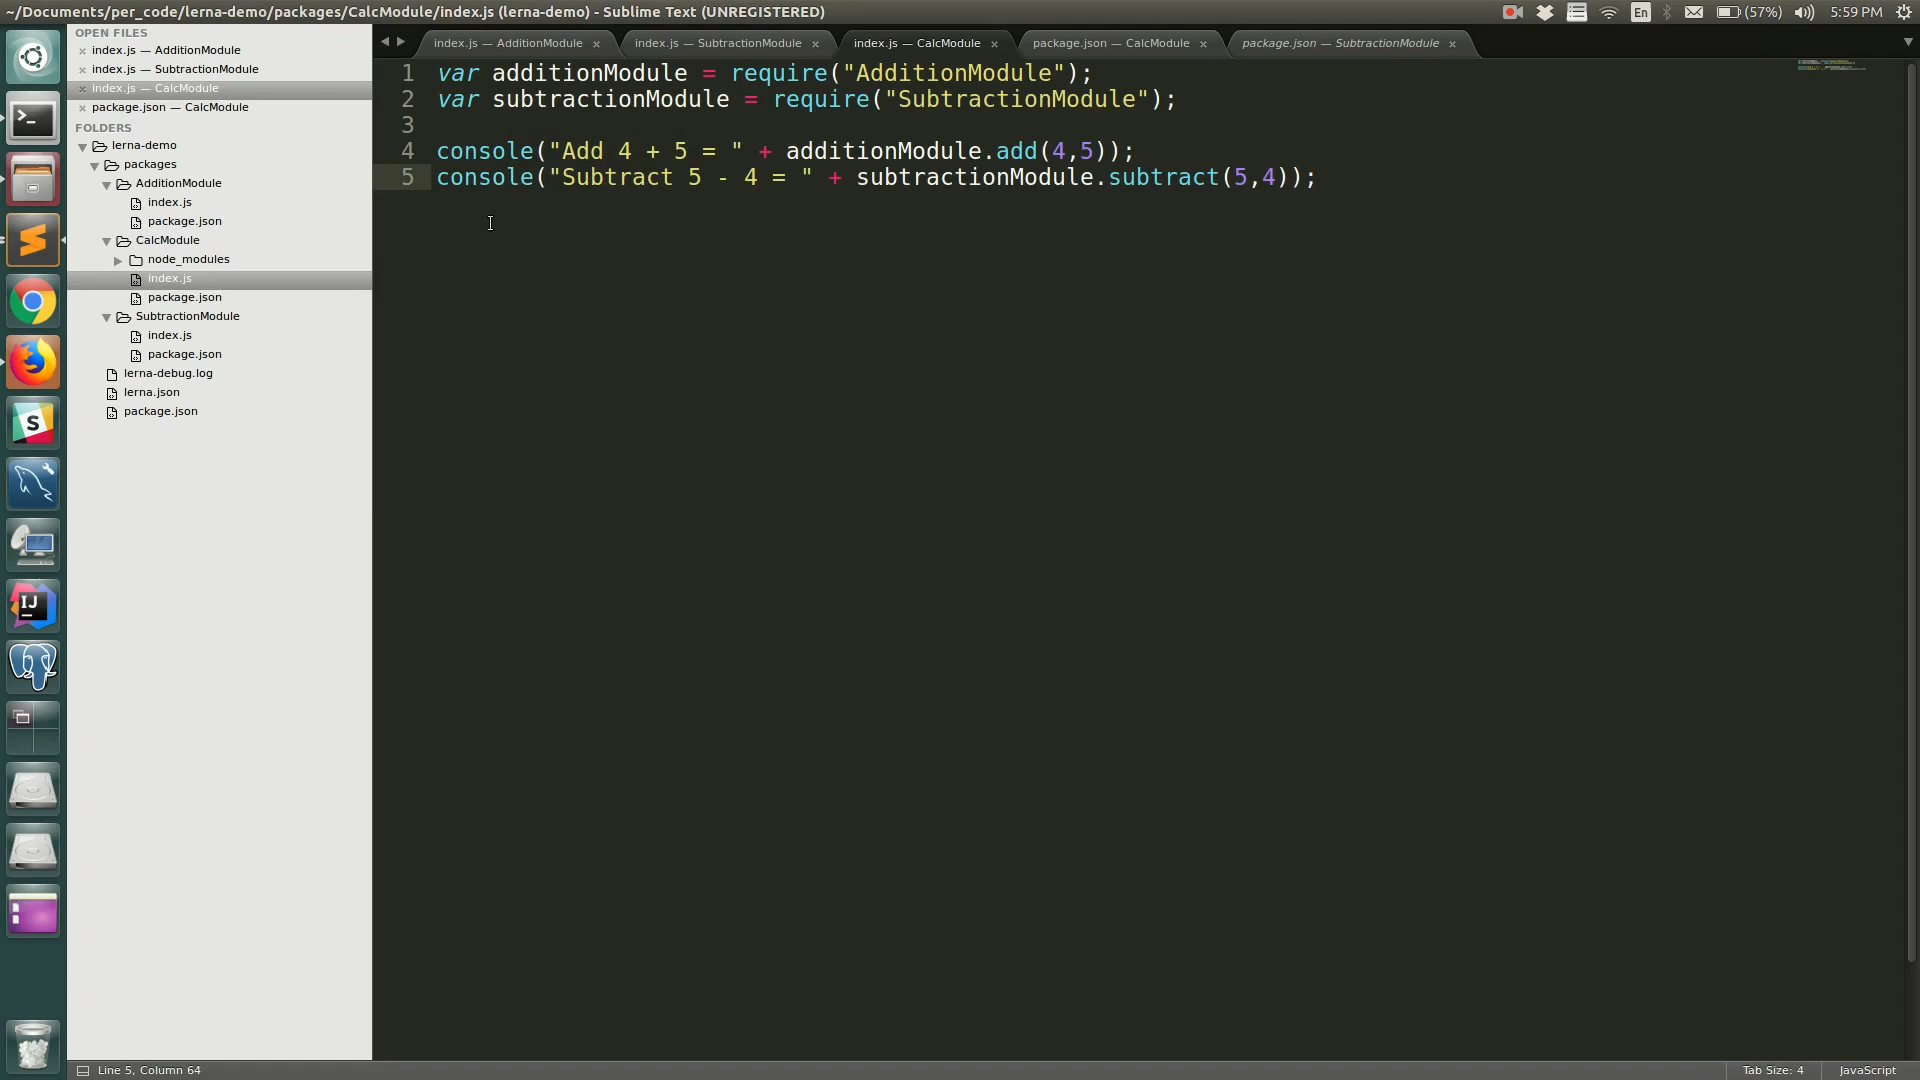 ~/Documents/per_code/lerna-demo/packages/CalcModule/index.js (lerna-demo) - Sublime Text (UNREGISTERED)
En
(57%)
5:59 PM
OPEN FILES
index.js — AdditionModule
index.js — SubtractionModule
index.js — CalcModule
package.json — CalcModule
FOLDERS
lerna-demo
packages
AdditionModule
index.js
package.json
CalcModule
node_modules
index.js
package.json
SubtractionModule
index.js
package.json
lerna-debug.log
lerna.json
package.json
index.js — AdditionModule
index.js — SubtractionModule
index.js — CalcModule
package.json — CalcModule
package.json — SubtractionModule
1 var additionModule = require("AdditionModule");
2 var subtractionModule = require("SubtractionModule");
3
4 console("Add 4 + 5 = " + additionModule.add(4,5));
5 console("Subtract 5 - 4 = " + subtractionModule.subtract(5,4));
S
IJ
Line 5, Column 64
Tab Size: 4
JavaScript